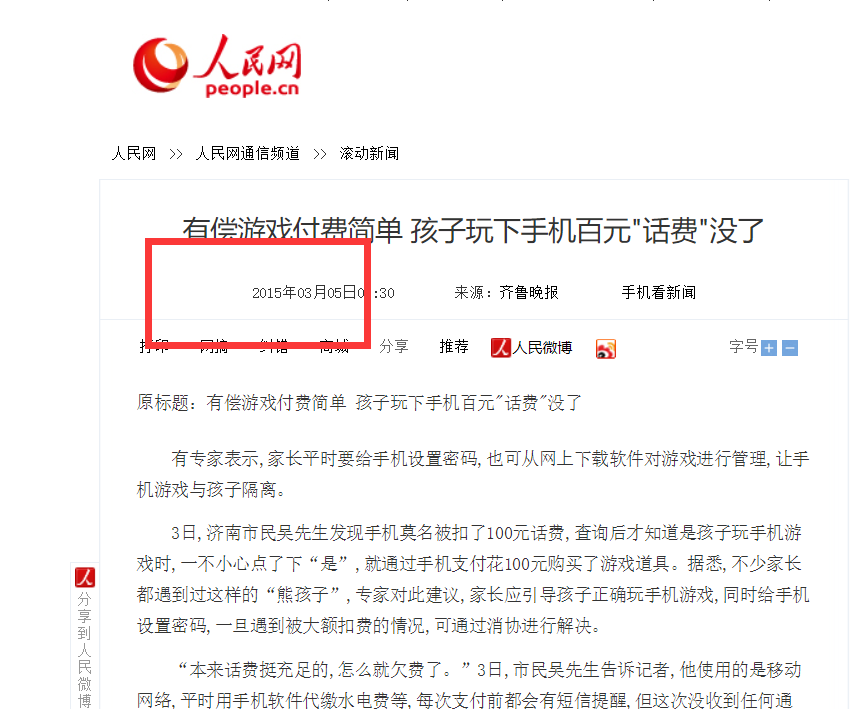 人民网
people.cn
人民网 >> 人民网通信频道 >> 滚动新闻
有偿游戏付费简单 孩子玩下手机百元"话费"没了
2015年03月05日0 :30 来源：齐鲁晚报 手机看新闻
打印 网摘 纠错 商城 分享 推荐 人民微博 字号
原标题：有偿游戏付费简单 孩子玩下手机百元"话费"没了
有专家表示,家长平时要给手机设置密码,也可从网上下载软件对游戏进行管理,让手
机游戏与孩子隔离。
3日,济南市民吴先生发现手机莫名被扣了100元话费,查询后才知道是孩子玩手机游
戏时,一不小心点了下“是”,就通过手机支付花100元购买了游戏道具。据悉,不少家长
都遇到过这样的“熊孩子”,专家对此建议,家长应引导孩子正确玩手机游戏,同时给手机
设置密码,一旦遇到被大额扣费的情况,可通过消协进行解决。
“本来话费挺充足的,怎么就欠费了。”3日,市民吴先生告诉记者,他使用的是移动
网络,平时用手机软件代缴水电费等,每次支付前都会有短信提醒,但这次没收到任何通
人
分享到人民微博